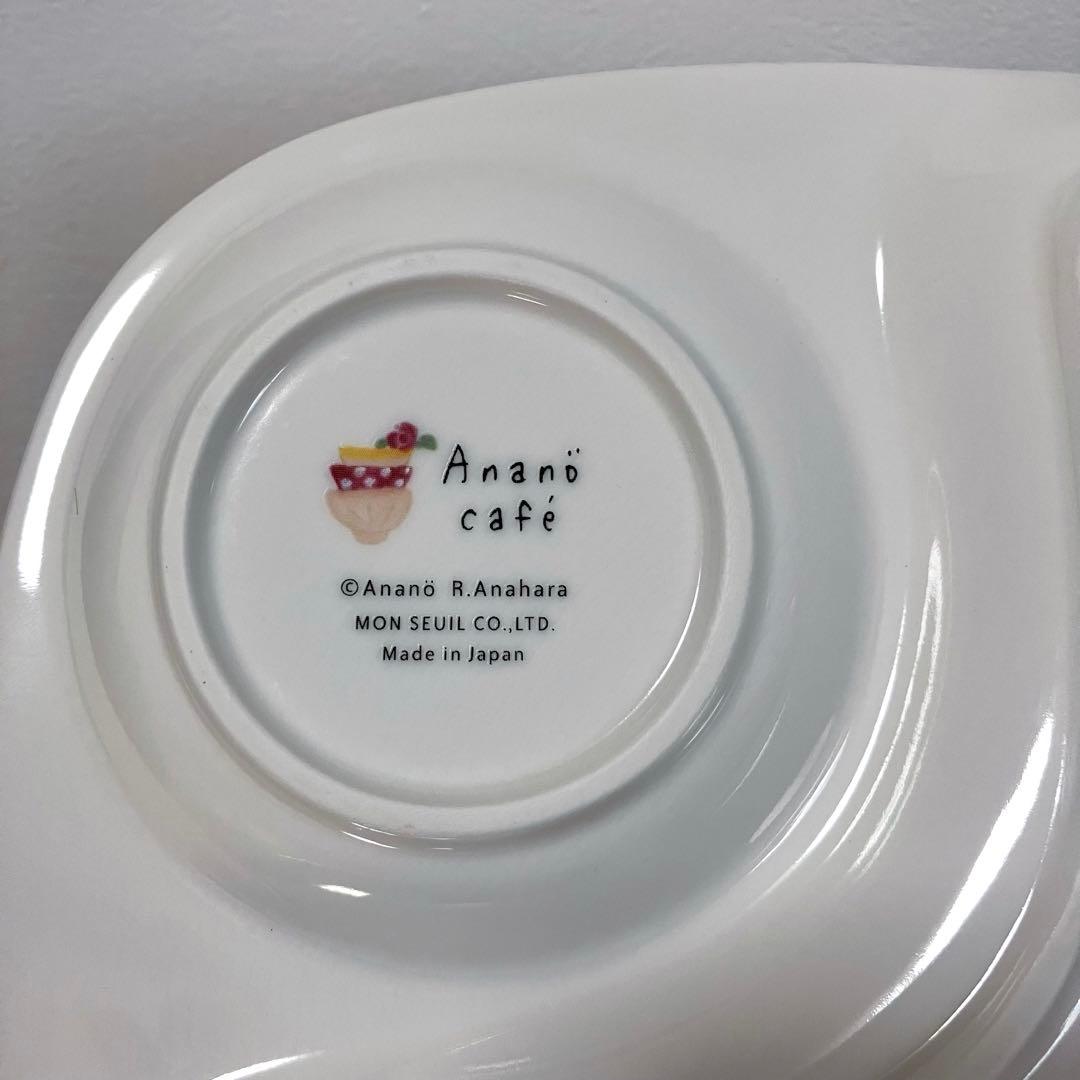 Ananö
café
©Ananö R.Anahara
MON SEUIL CO.,LTD.
Made in Japan